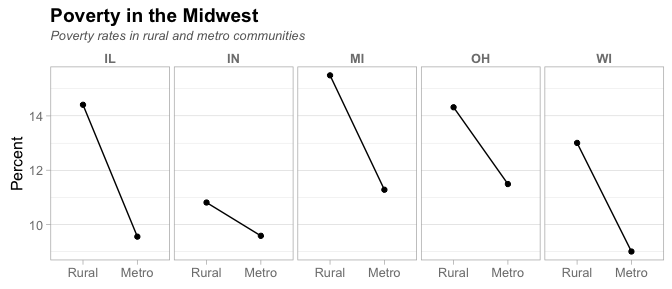 Poverty in the Midwest
Poverty rates in rural and metro communities
IL IN MI OH WI
Percent
14
12
10
Rural Metro Rural Metro Rural Metro Rural Metro Rural Metro